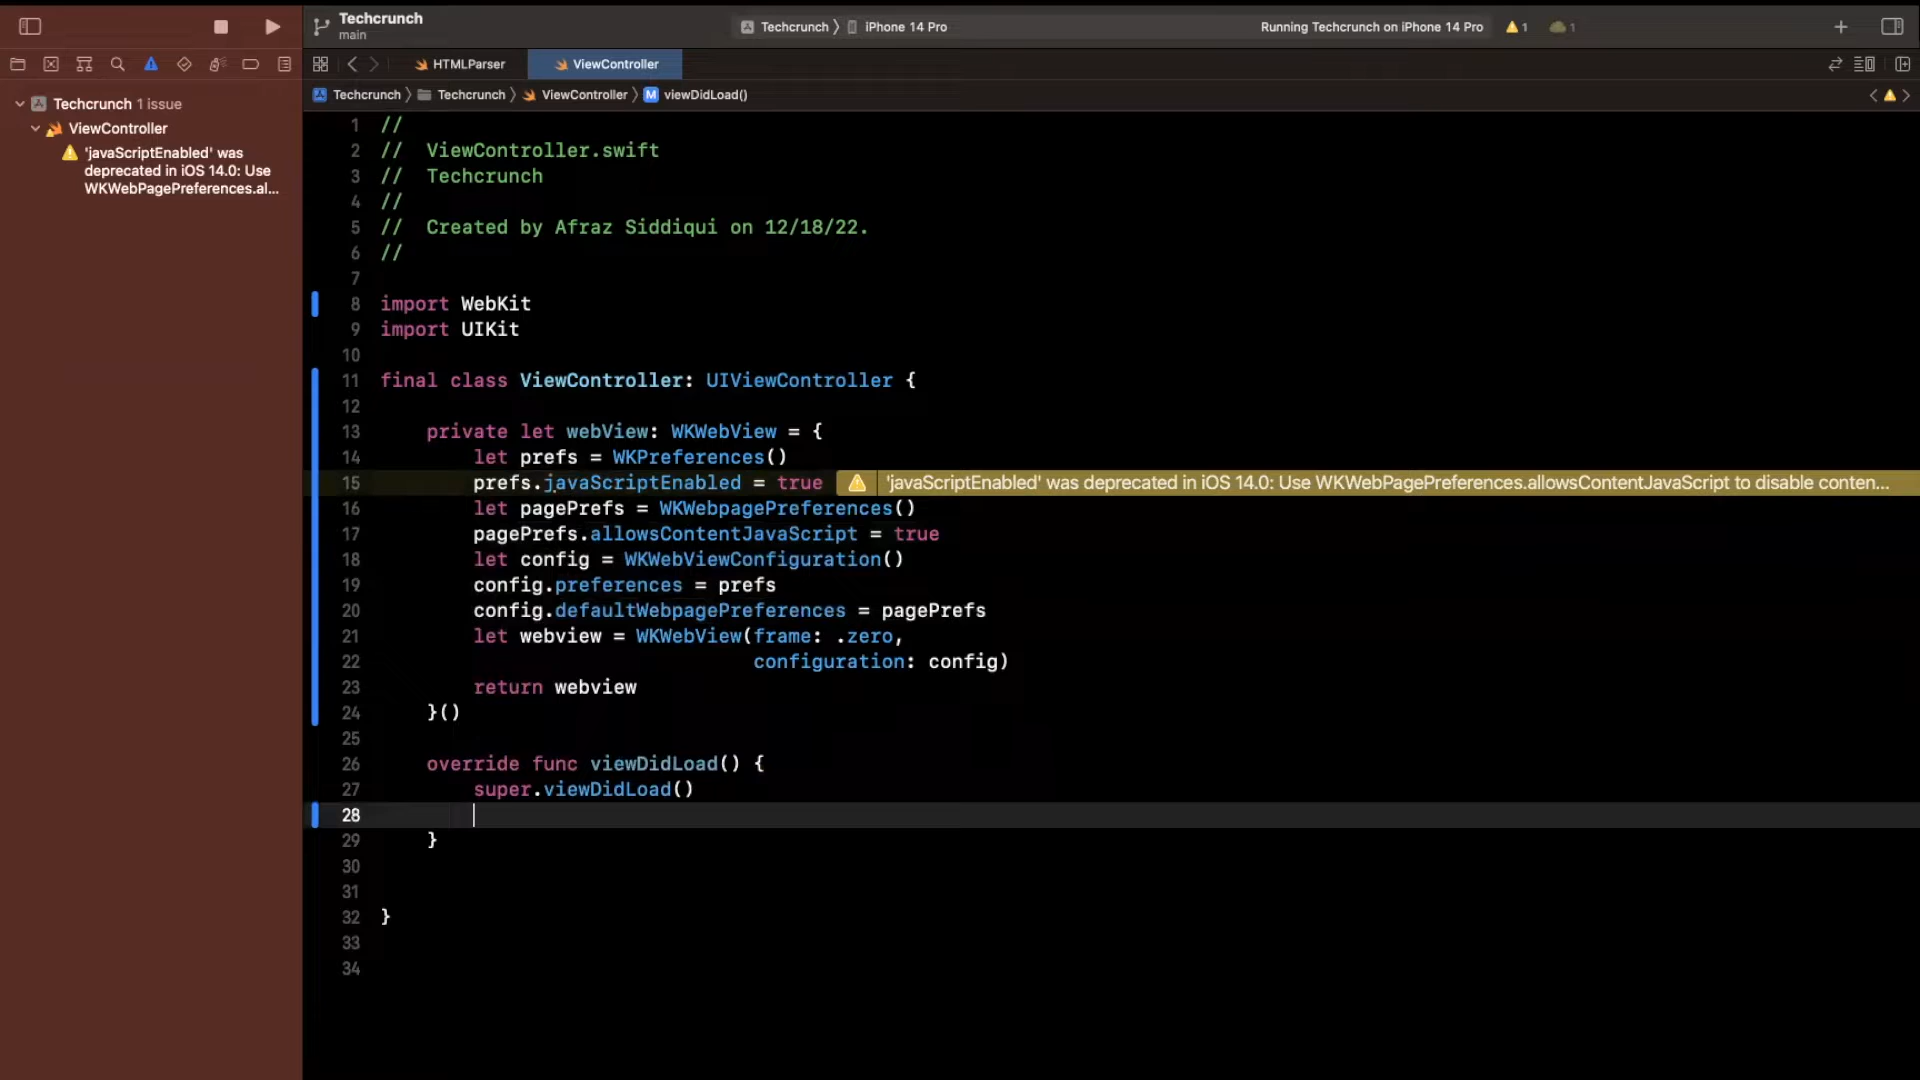 Techcrunch
main
Techcrunch
iPhone 14 Pro
Running Techcrunch on iPhone 14 Pro
1
1
HTMLParser
ViewController
Techcrunch
Techcrunch
ViewController
M
viewDidLoad()
Techcrunch 1 issue
ViewController
'javaScriptEnabled' was
deprecated in iOS 14.0: Use
WKWebPagePreferences.al...
1 //
2 //  ViewController.swift
3 //  Techcrunch
4 //
5 //  Created by Afraz Siddiqui on 12/18/22.
6 //
7
8 import WebKit
9 import UIKit
10
11 final class ViewController: UIViewController {
12
13     private let webView: WKWebView = {
14         let prefs = WKPreferences()
15         prefs.javaScriptEnabled = true 'javaScriptEnabled' was deprecated in iOS 14.0: Use WKWebPagePreferences.allowsContentJavaScript to disable conten...
16         let pagePrefs = WKWebpagePreferences()
17         pagePrefs.allowsContentJavaScript = true
18         let config = WKWebViewConfiguration()
19         config.preferences = prefs
20         config.defaultWebpagePreferences = pagePrefs
21         let webview = WKWebView(frame: .zero,
22                                 configuration: config)
23         return webview
24     }()
25
26     override func viewDidLoad() {
27         super.viewDidLoad()
28
29     }
30
31
32 }
33
34